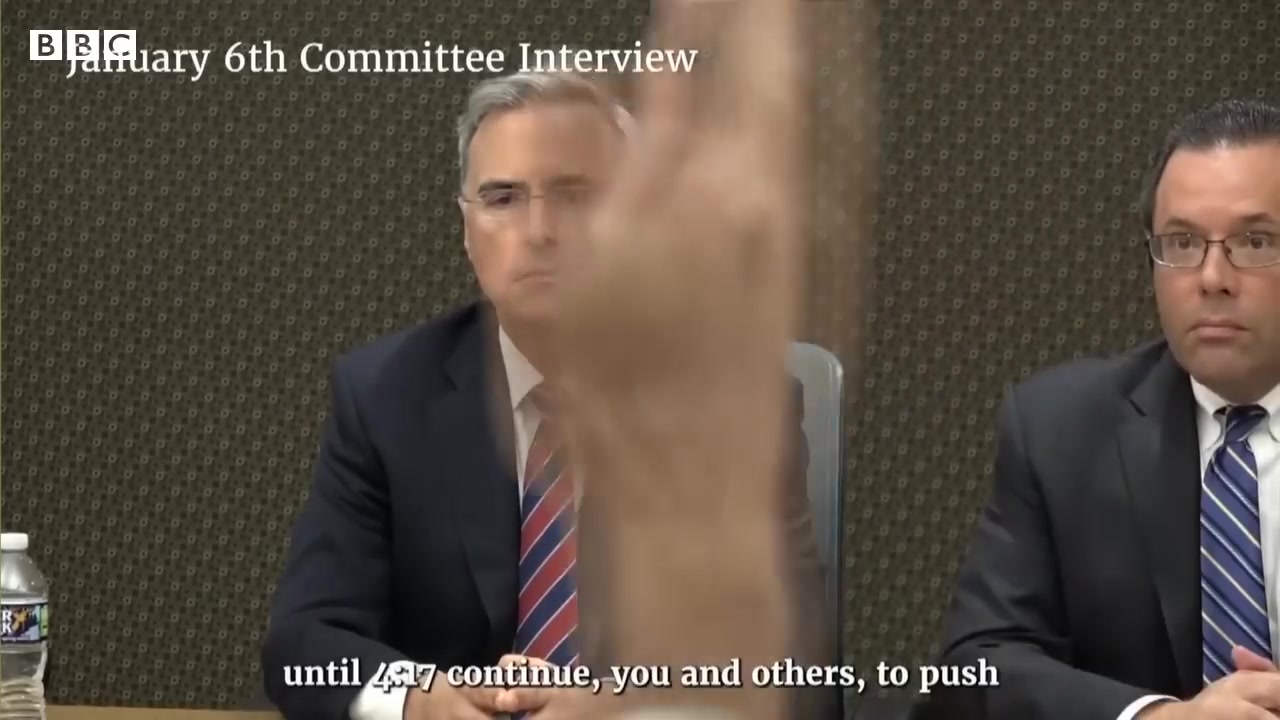 BBC
January 6th Committee Interview
until 4:17 continue, you and others, to push